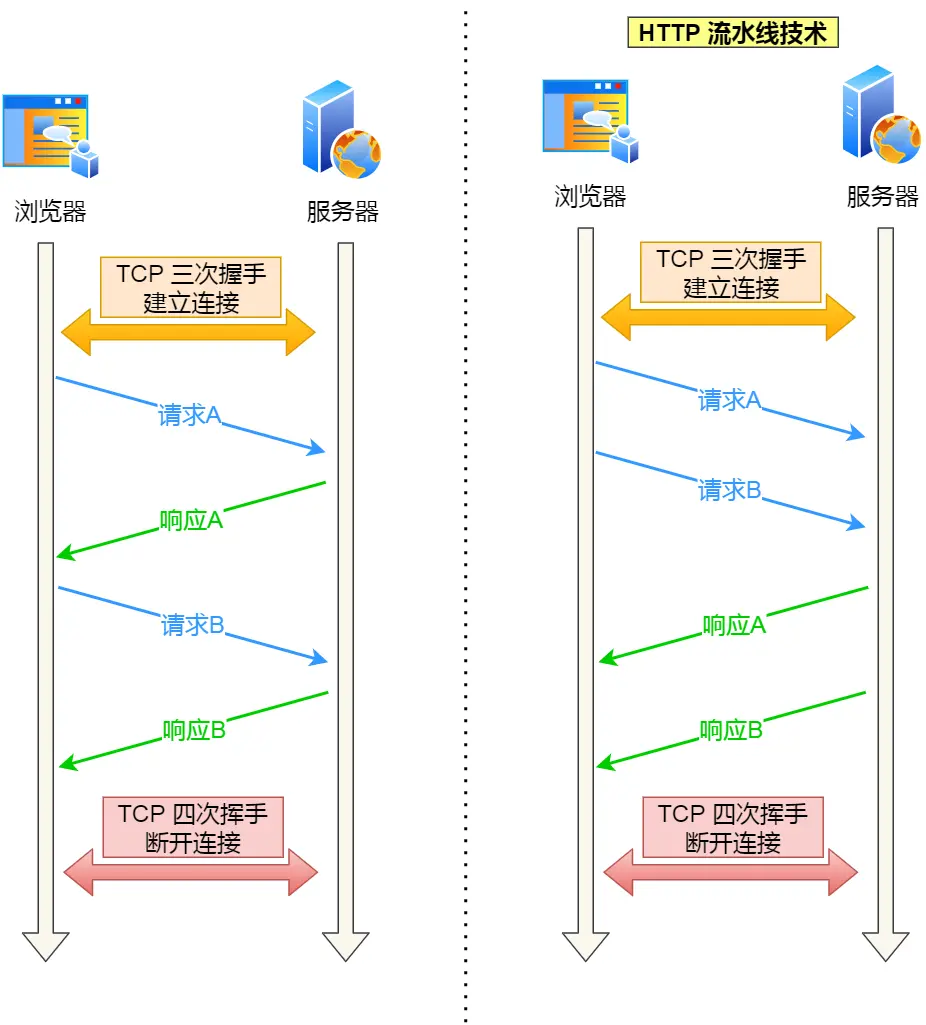 浏览器
服务器
TCP 三次握手
建立连接
请求A
响应A
请求B
响应B
TCP 四次挥手
断开连接
HTTP 流水线技术
浏览器
服务器
TCP 三次握手
建立连接
请求A
请求B
响应A
响应B
TCP 四次挥手
断开连接